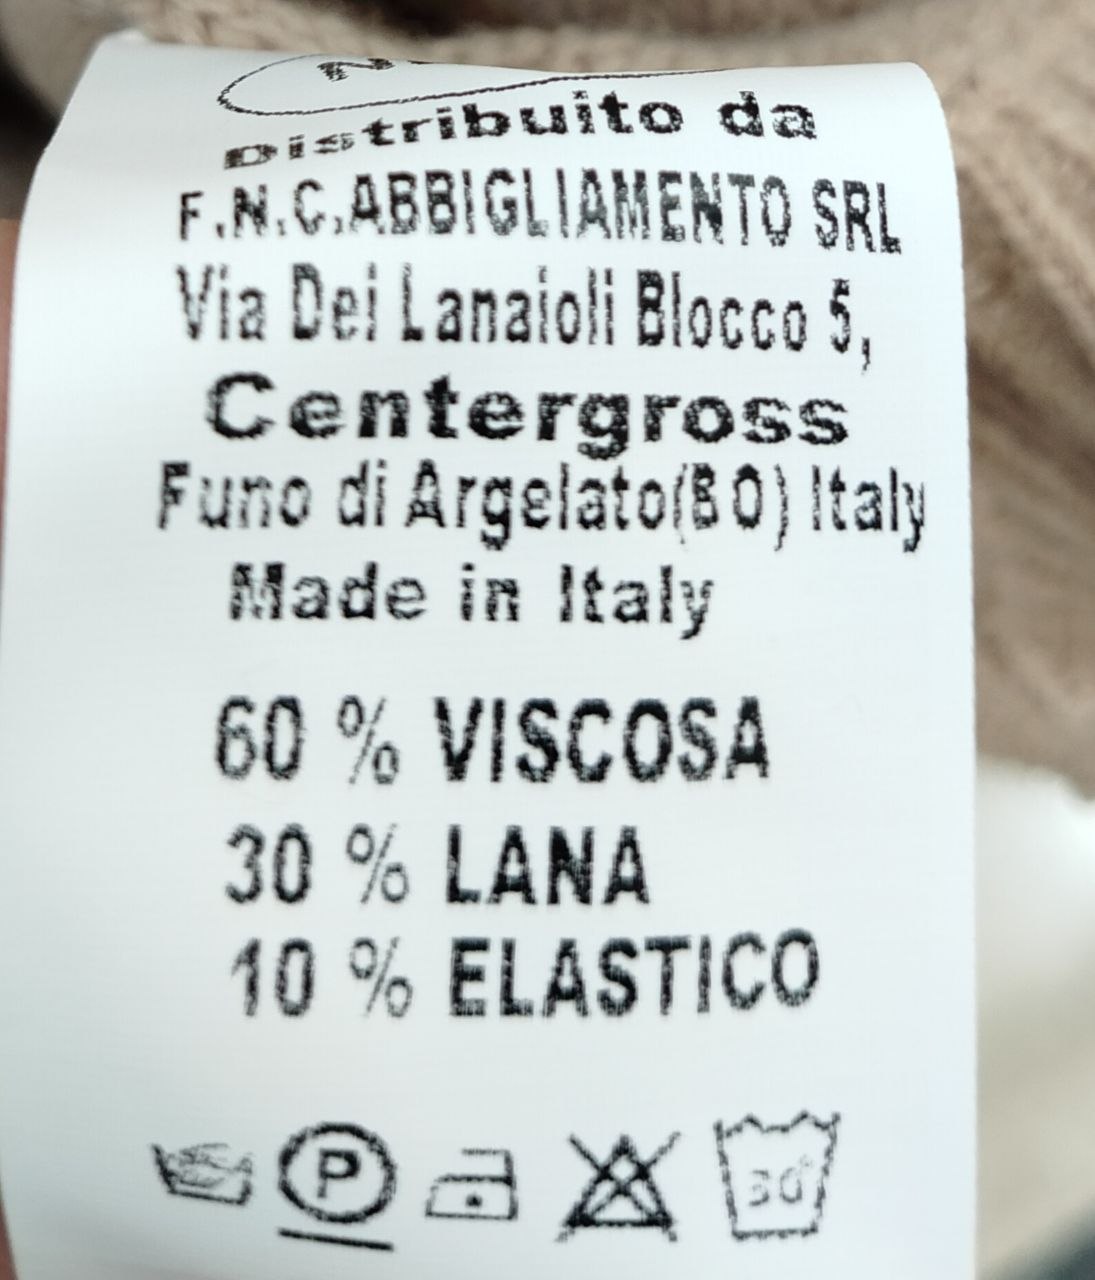 Distribuito da
F.N.C.ABBIGLIAMENTO SRL
Via Dei Lanaioli Blocco 5,
Centergross
Funo di Argelato(BO) Italy
Made in Italy
60 % VISCOSA
30 % LANA
10 % ELASTICO
P
30°